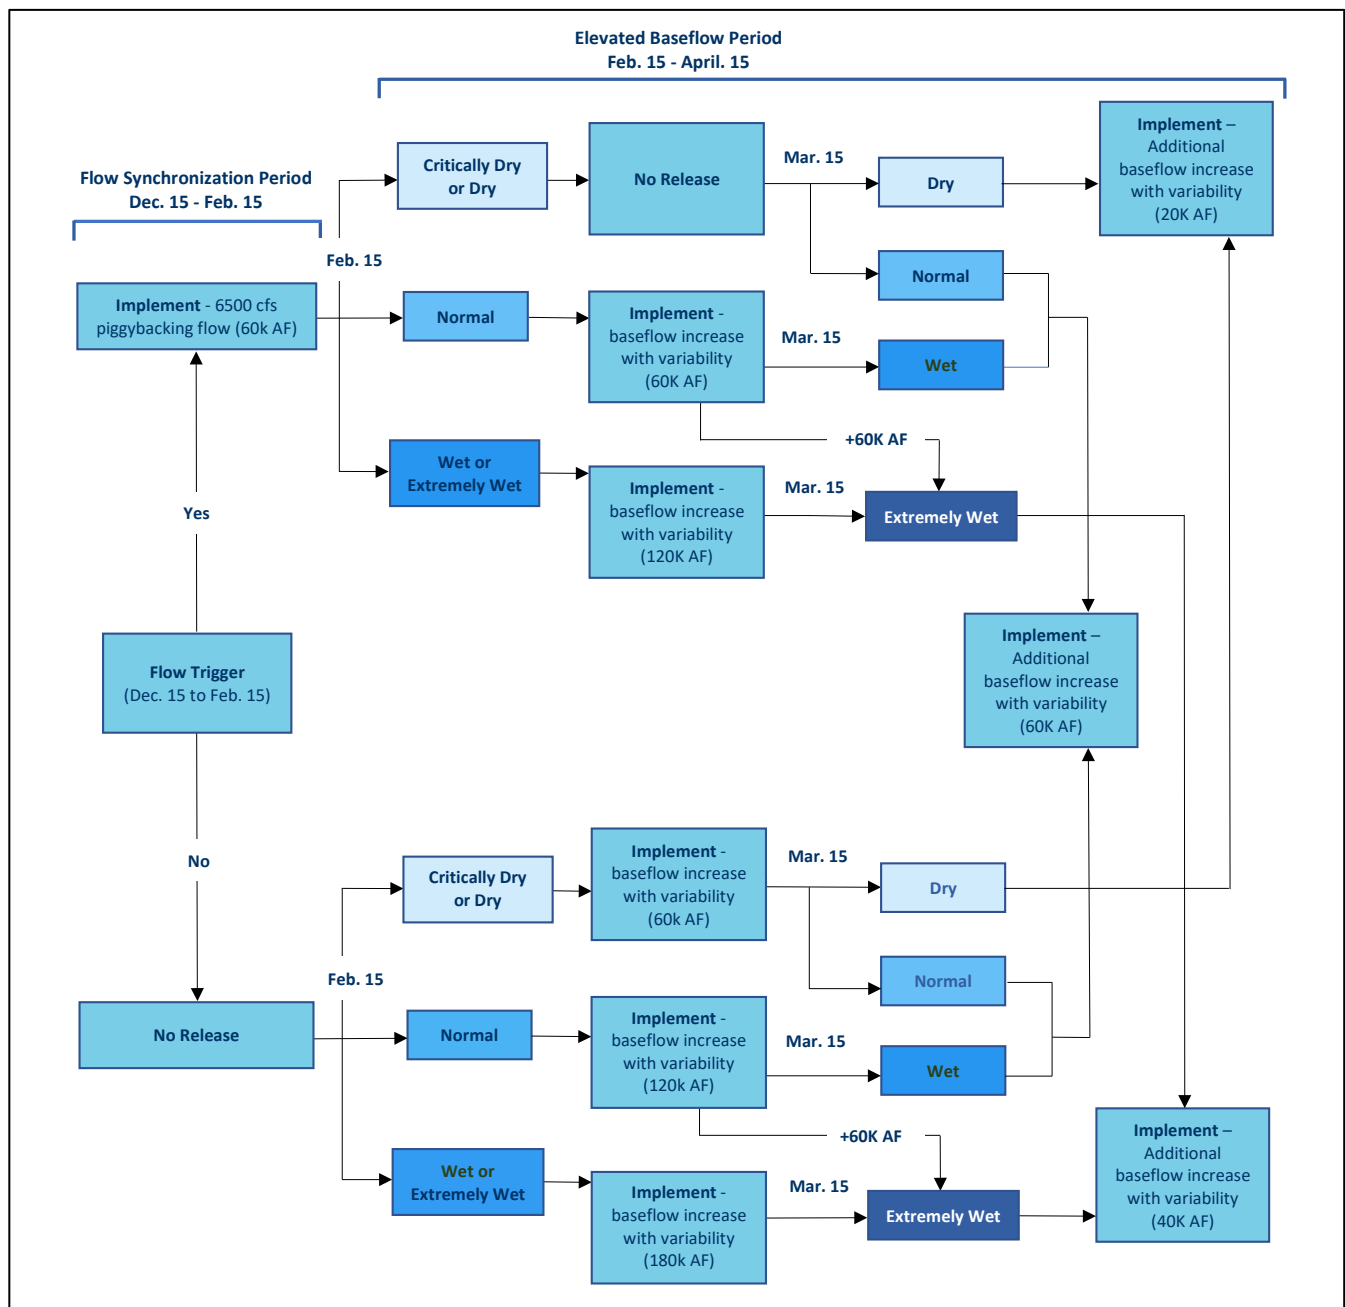 Elevated Baseflow Period
Feb. 15 - April. 15
Flow Synchronization Period
Dec. 15 - Feb. 15
Implement - 6500 cfs
piggybacking flow (60k AF)
Feb. 15
Critically Dry
or Dry
No Release
Mar. 15
Dry
Implement –
Additional
baseflow increase
with variability
(20K AF)
Normal
Normal
Implement -
baseflow increase
with variability
(60K AF)
Mar. 15
Wet
+60K AF
Wet or
Extremely Wet
Implement -
baseflow increase
with variability
(120K AF)
Mar. 15
Extremely Wet
Yes
Flow Trigger
(Dec. 15 to Feb. 15)
Implement –
Additional
baseflow increase
with variability
(60K AF)
No
No Release
Feb. 15
Critically Dry
or Dry
Implement -
baseflow increase
with variability
(60k AF)
Mar. 15
Dry
Normal
Normal
Implement -
baseflow increase
with variability
(120k AF)
Mar. 15
Wet
+60K AF
Wet or
Extremely Wet
Implement -
baseflow increase
with variability
(180k AF)
Mar. 15
Extremely Wet
Implement –
Additional
baseflow increase
with variability
(40K AF)